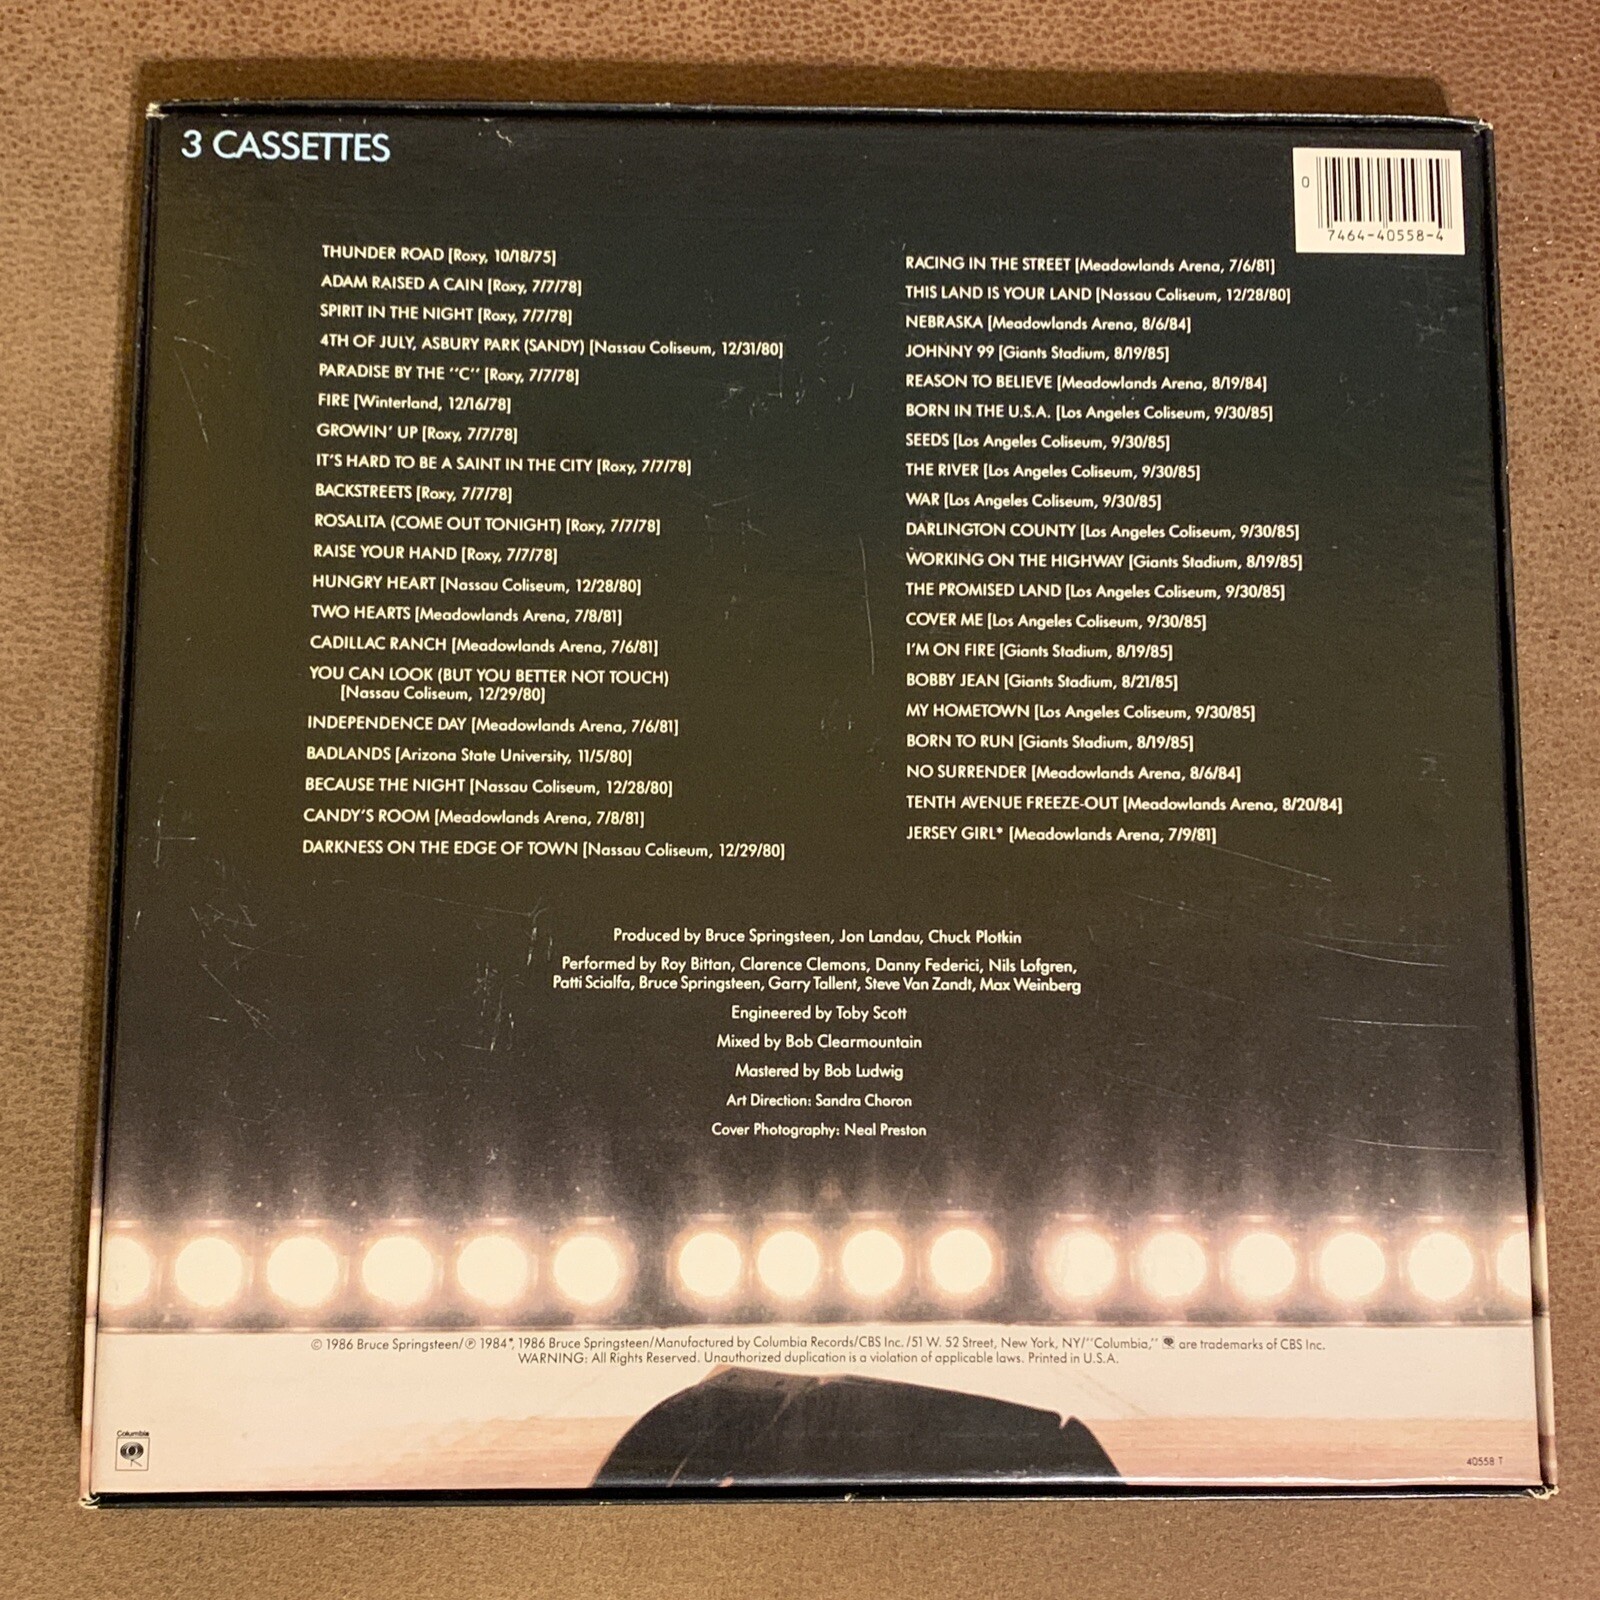 3 CASSETTES
0
7464-40558-4
THUNDER ROAD [Roxy, 10/18/75]
ADAM RAISED A CAIN [Roxy, 7/7/78]
SPIRIT IN THE NIGHT [Roxy, 7/7/78]
4TH OF JULY, ASBURY PARK (SANDY) [Nassau Coliseum, 12/31/80]
PARADISE BY THE "C" [Roxy, 7/7/78]
FIRE [Winterland, 12/16/78]
GROWIN' UP [Roxy, 7/7/78]
IT'S HARD TO BE A SAINT IN THE CITY [Roxy, 7/7/78]
BACKSTREETS [Roxy, 7/7/78]
ROSALITA (COME OUT TONIGHT) [Roxy, 7/7/78]
RAISE YOUR HAND [Roxy, 7/7/78]
HUNGRY HEART [Nassau Coliseum, 12/28/80]
TWO HEARTS [Meadowlands Arena, 7/8/81]
CADILLAC RANCH [Meadowlands Arena, 7/6/81]
YOU CAN LOOK (BUT YOU BETTER NOT TOUCH)
[Nassau Coliseum, 12/29/80]
INDEPENDENCE DAY [Meadowlands Arena, 7/6/81]
BADLANDS [Arizona State University, 11/5/80]
BECAUSE THE NIGHT [Nassau Coliseum, 12/28/80]
CANDY'S ROOM [Meadowlands Arena, 7/8/81]
DARKNESS ON THE EDGE OF TOWN [Nassau Coliseum, 12/29/80]
RACING IN THE STREET [Meadowlands Arena, 7/6/81]
THIS LAND IS YOUR LAND [Nassau Coliseum, 12/28/80]
NEBRASKA [Meadowlands Arena, 8/6/84]
JOHNNY 99 [Giants Stadium, 8/19/85]
REASON TO BELIEVE [Meadowlands Arena, 8/19/84]
BORN IN THE U.S.A. [Los Angeles Coliseum, 9/30/85]
SEEDS [Los Angeles Coliseum, 9/30/85]
THE RIVER [Los Angeles Coliseum, 9/30/85]
WAR [Los Angeles Coliseum, 9/30/85]
DARLINGTON COUNTY [Los Angeles Coliseum, 9/30/85]
WORKING ON THE HIGHWAY [Giants Stadium, 8/19/85]
THE PROMISED LAND [Los Angeles Coliseum, 9/30/85]
COVER ME [Los Angeles Coliseum, 9/30/85]
I'M ON FIRE [Giants Stadium, 8/19/85]
BOBBY JEAN [Giants Stadium, 8/21/85]
MY HOMETOWN [Los Angeles Coliseum, 9/30/85]
BORN TO RUN [Giants Stadium, 8/19/85]
NO SURRENDER [Meadowlands Arena, 8/6/84]
TENTH AVENUE FREEZE-OUT [Meadowlands Arena, 8/20/84]
JERSEY GIRL* [Meadowlands Arena, 7/9/81]
Produced by Bruce Springsteen, Jon Landau, Chuck Plotkin
Performed by Roy Bittan, Clarence Clemons, Danny Federici, Nils Lofgren,
Patti Scialfa, Bruce Springsteen, Garry Tallent, Steve Van Zandt, Max Weinberg
Engineered by Toby Scott
Mixed by Bob Clearmountain
Mastered by Bob Ludwig
Art Direction: Sandra Choron
Cover Photography: Neal Preston
© 1986 Bruce Springsteen/℗ 1984*, 1986 Bruce Springsteen/Manufactured by Columbia Records/CBS Inc. /51 W. 52 Street, New York, NY/"Columbia," are trademarks of CBS Inc.
WARNING: All Rights Reserved. Unauthorized duplication is a violation of applicable laws. Printed in U.S.A.
Columbia
40558 T